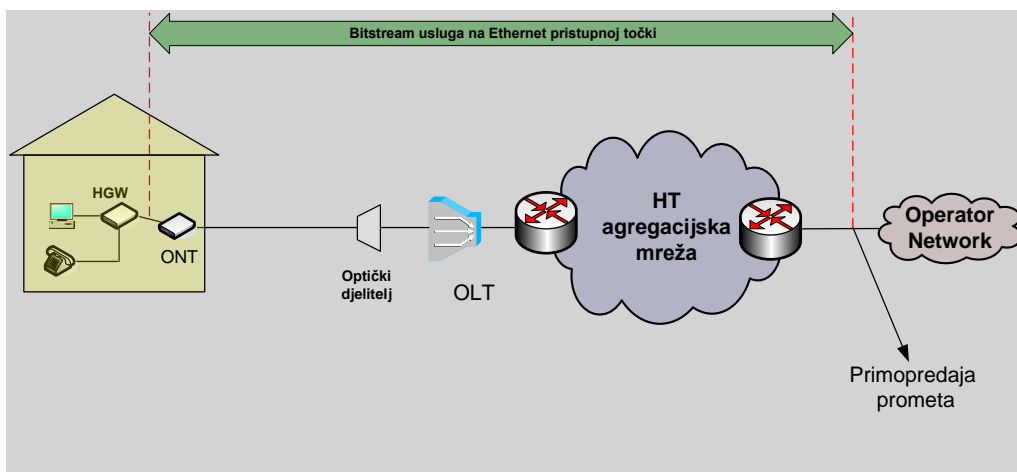 Bitstream usluga na Ethernet pristupnoj točki
HGW
ONT
Optički
djelitelj
OLT
HT
agregacijska
mreža
Operator
Network
Primopredaja
prometa